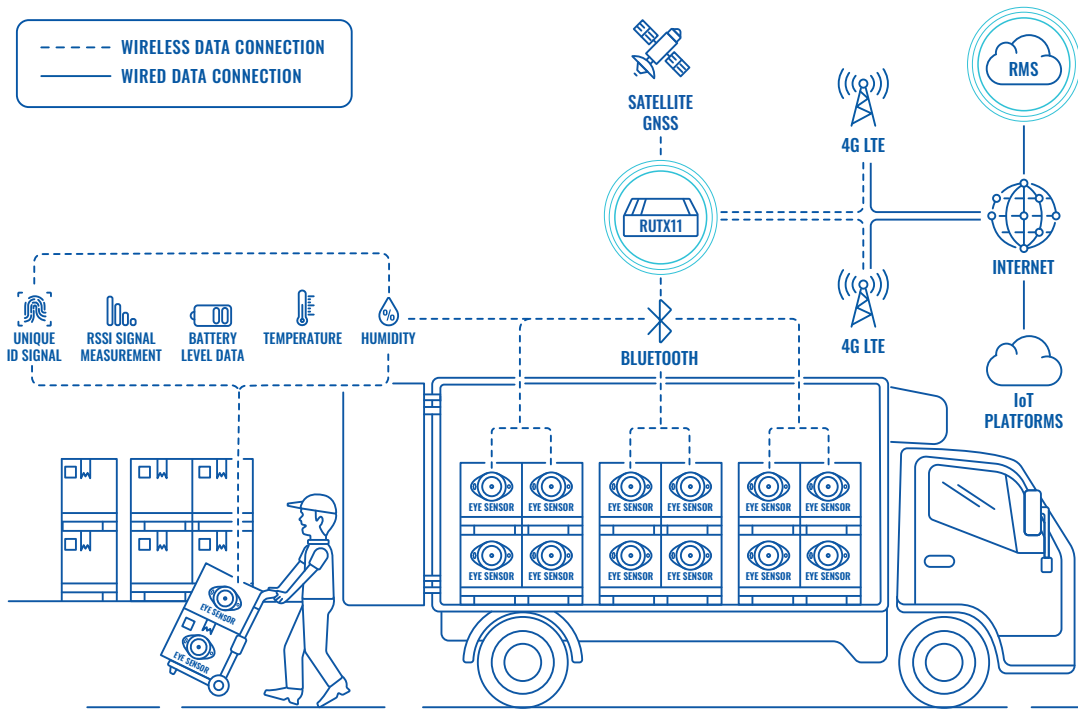 WIRELESS DATA CONNECTION
WIRED DATA CONNECTION
SATELLITE
GNSS
4G LTE
RMS
RUTX11
INTERNET
4G LTE
IoT
PLATFORMS
UNIQUE
ID SIGNAL
RSSI SIGNAL
MEASUREMENT
BATTERY
LEVEL DATA
TEMPERATURE
%
HUMIDITY
BLUETOOTH
EYE SENSOR
EYE SENSOR
EYE SENSOR
EYE SENSOR
EYE SENSOR
EYE SENSOR
EYE SENSOR
EYE SENSOR
EYE SENSOR
EYE SENSOR
EYE SENSOR
EYE SENSOR
EYE SENSOR
EYE SENSOR